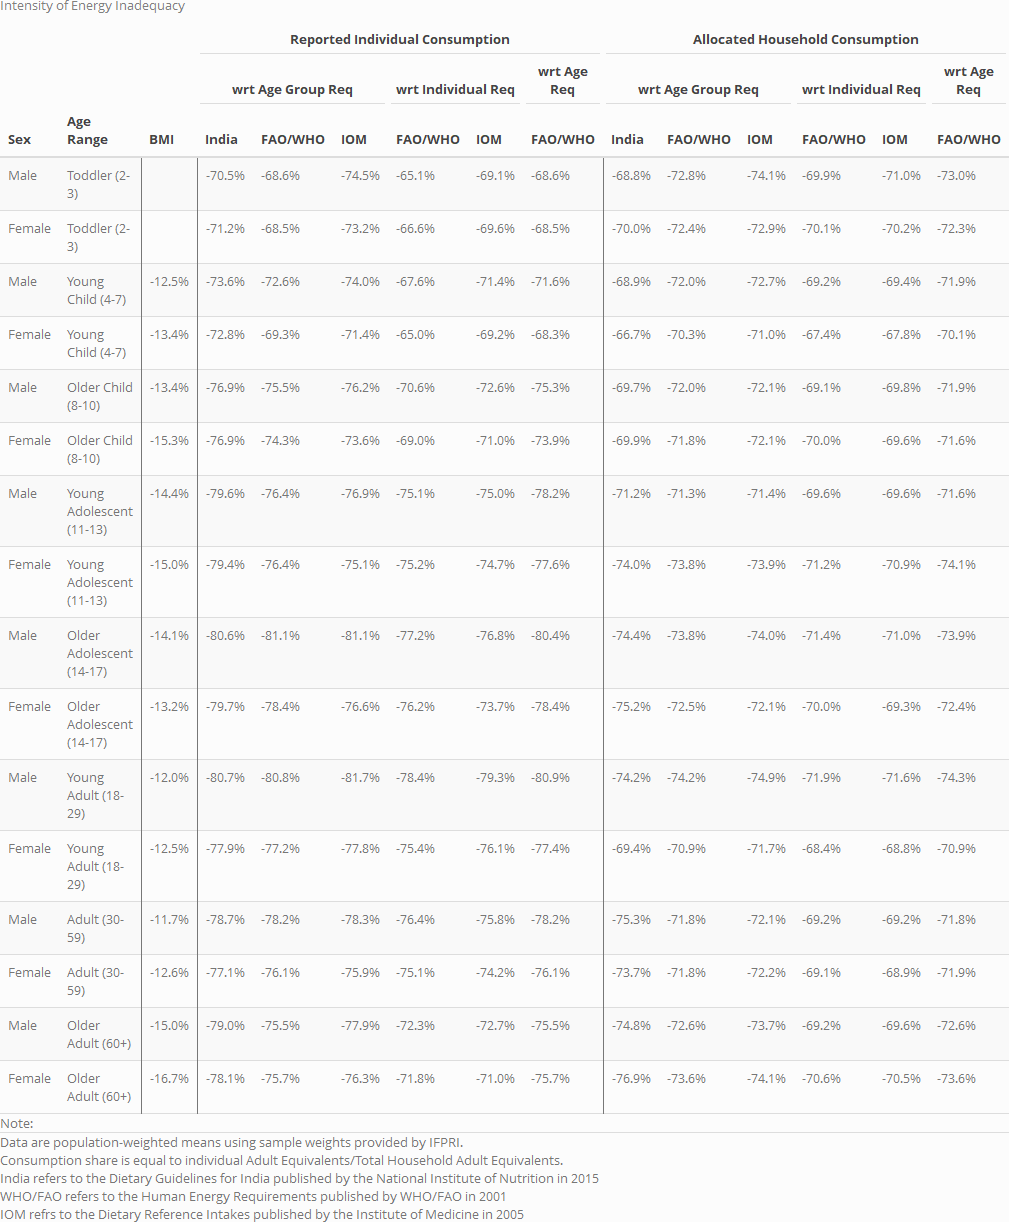 Intensity of Energy Inadequacy
Reported Individual Consumption Allocated Household Consumption
wrt Age Group Req wrt Individual Req wrt Age Req wrt Age Group Req wrt Individual Req wrt Age Req
Sex Age Range BMI India FAO/WHO IOM FAO/WHO IOM FAO/WHO India FAO/WHO IOM FAO/WHO IOM FAO/WHO
Male Toddler (2-3) -70.5% -68.6% -74.5% -65.1% -69.1% -68.6% -68.8% -72.8% -74.1% -69.9% -71.0% -73.0%
Female Toddler (2-3) -71.2% -68.5% -73.2% -66.6% -69.6% -68.5% -70.0% -72.4% -72.9% -70.1% -70.2% -72.3%
Male Young Child (4-7) -12.5% -73.6% -72.6% -74.0% -67.6% -71.4% -71.6% -68.9% -72.0% -72.7% -69.2% -69.4% -71.9%
Female Young Child (4-7) -13.4% -72.8% -69.3% -71.4% -65.0% -69.2% -68.3% -66.7% -70.3% -71.0% -67.4% -67.8% -70.1%
Male Older Child (8-10) -13.4% -76.9% -75.5% -76.2% -70.6% -72.6% -75.3% -69.7% -72.0% -72.1% -69.1% -69.8% -71.9%
Female Older Child (8-10) -15.3% -76.9% -74.3% -73.6% -69.0% -71.0% -73.9% -69.9% -71.8% -72.1% -70.0% -69.6% -71.6%
Male Young Adolescent (11-13) -14.4% -79.6% -76.4% -76.9% -75.1% -75.0% -78.2% -71.2% -71.3% -71.4% -69.6% -69.6% -71.6%
Female Young Adolescent (11-13) -15.0% -79.4% -76.4% -75.1% -75.2% -74.7% -77.6% -74.0% -73.8% -73.9% -71.2% -70.9% -74.1%
Male Older Adolescent (14-17) -14.1% -80.6% -81.1% -81.1% -77.2% -76.8% -80.4% -74.4% -73.8% -74.0% -71.4% -71.0% -73.9%
Female Older Adolescent (14-17) -13.2% -79.7% -78.4% -76.6% -76.2% -73.7% -78.4% -75.2% -72.5% -72.1% -70.0% -69.3% -72.4%
Male Young Adult (18-29) -12.0% -80.7% -80.8% -81.7% -78.4% -79.3% -80.9% -74.2% -74.2% -74.9% -71.9% -71.6% -74.3%
Female Young Adult (18-29) -12.5% -77.9% -77.2% -77.8% -75.4% -76.1% -77.4% -69.4% -70.9% -71.7% -68.4% -68.8% -70.9%
Male Adult (30-59) -11.7% -78.7% -78.2% -78.3% -76.4% -75.8% -78.2% -75.3% -71.8% -72.1% -69.2% -69.2% -71.8%
Female Adult (30-59) -12.6% -77.1% -76.1% -75.9% -75.1% -74.2% -76.1% -73.7% -71.8% -72.2% -69.1% -68.9% -71.9%
Male Older Adult (60+) -15.0% -79.0% -75.5% -77.9% -72.3% -72.7% -75.5% -74.8% -72.6% -73.7% -69.2% -69.6% -72.6%
Female Older Adult (60+) -16.7% -78.1% -75.7% -76.3% -71.8% -71.0% -75.7% -76.9% -73.6% -74.1% -70.6% -70.5% -73.6%
Note:
Data are population-weighted means using sample weights provided by IFPRI.
Consumption share is equal to individual Adult Equivalents/Total Household Adult Equivalents.
India refers to the Dietary Guidelines for India published by the National Institute of Nutrition in 2015
WHO/FAO refers to the Human Energy Requirements published by WHO/FAO in 2001
IOM refrs to the Dietary Reference Intakes published by the Institute of Medicine in 2005